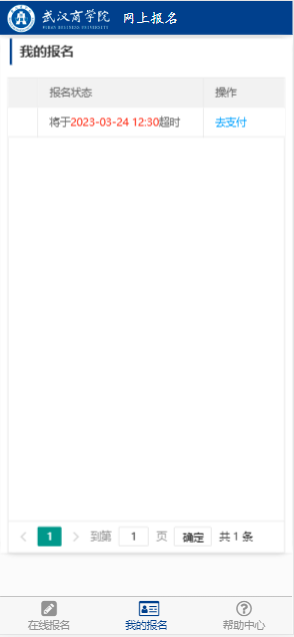 武汉商学院 网上报名
WUHAN BUSINESS UNIVERSITY
我的报名
报名状态 操作
将于2023-03-24 12:30超时 去支付
1 到第 1 页 确定 共 1 条
在线报名 我的报名 帮助中心